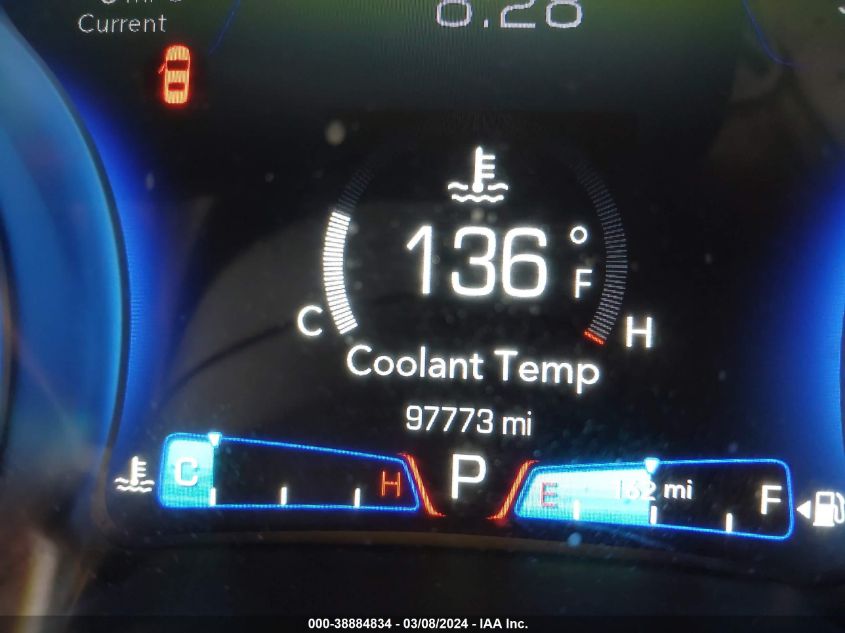 Current
136 °F
C
H
Coolant Temp
97773 mi
C
H
P
E
mi
F
000-38884834 - 03/08/2024 - IAA Inc.